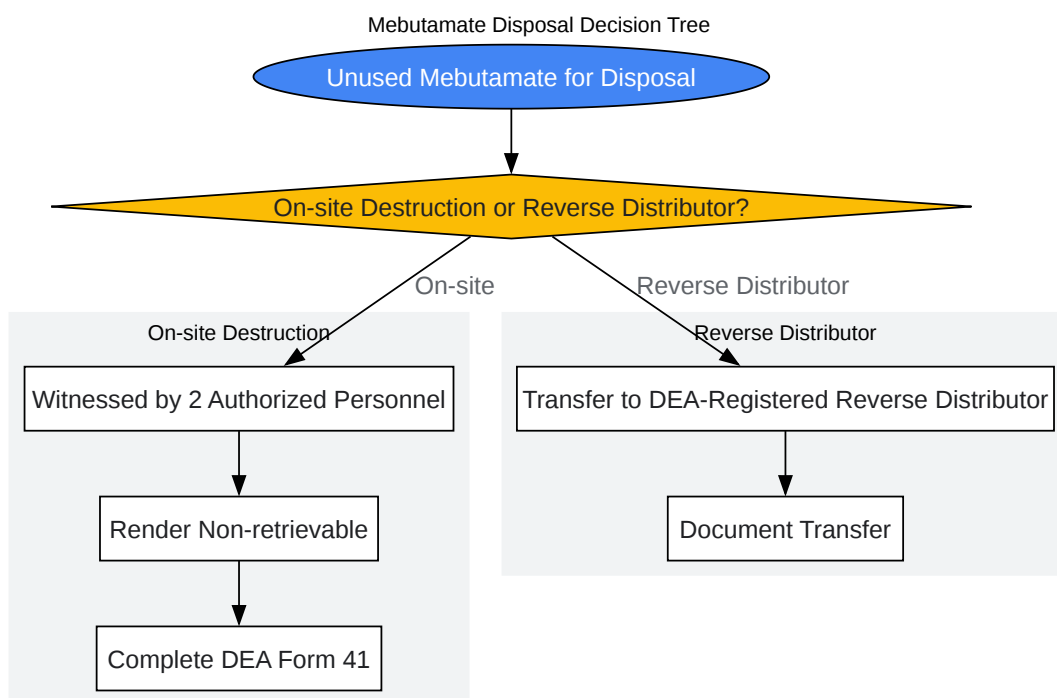 Mebutamate Disposal Decision Tree
Unused Mebutamate for Disposal
On-site Destruction or Reverse Distributor?
On-site
Reverse Distributor
On-site Destruction
Witnessed by 2 Authorized Personnel
Render Non-retrievable
Complete DEA Form 41
Reverse Distributor
Transfer to DEA-Registered Reverse Distributor
Document Transfer